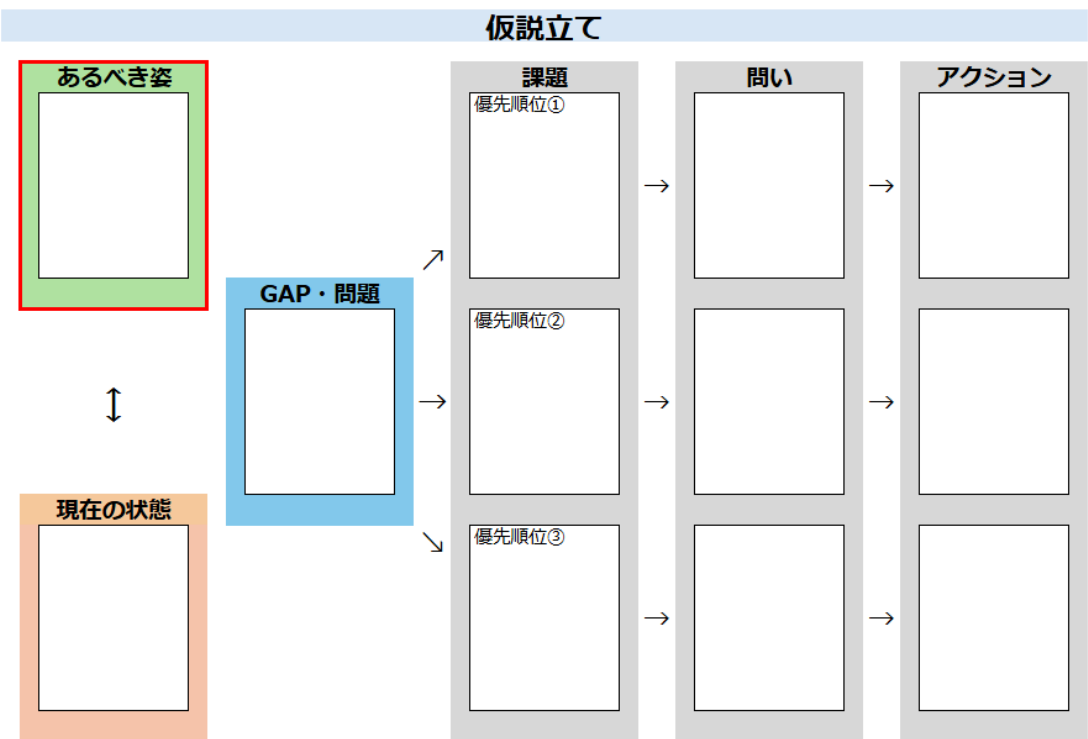 仮説立て
あるべき姿
↕
現在の状態
GAP・問題
↗
→
↘
課題
優先順位①
優先順位②
優先順位③
→
→
→
問い
→
→
→
アクション